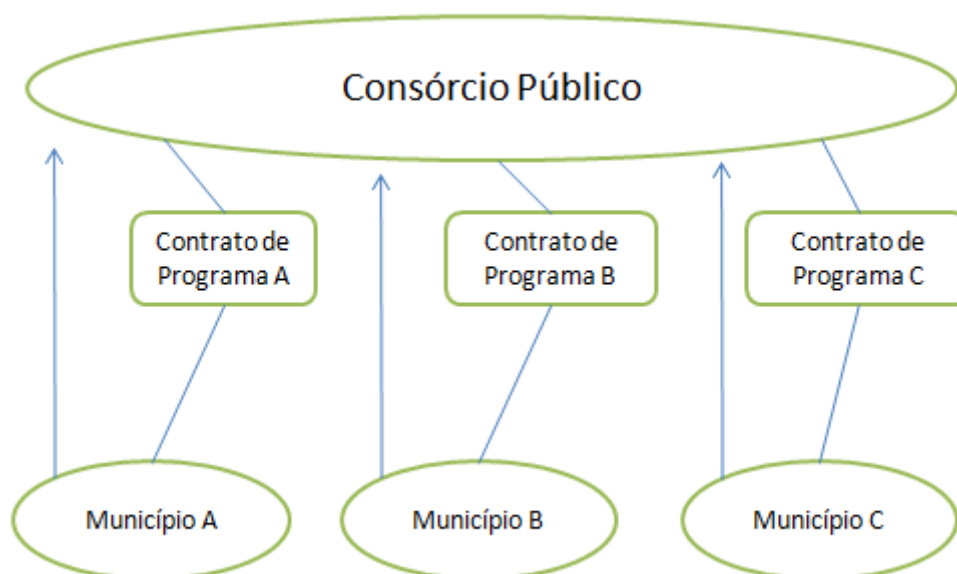 Consórcio Público
Contrato de
Programa A
Contrato de
Programa B
Contrato de
Programa C
Município A
Município B
Município C